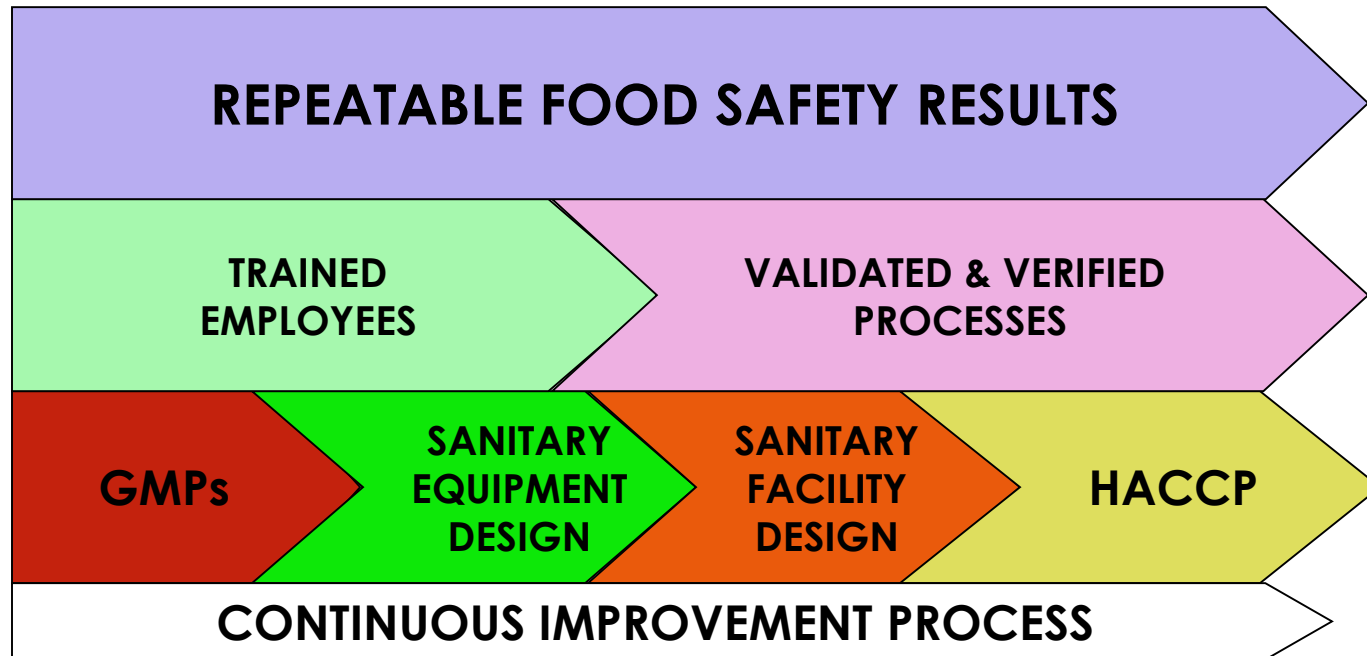 REPEATABLE FOOD SAFETY RESULTS
TRAINED
EMPLOYEES
VALIDATED & VERIFIED
PROCESSES
GMPs
SANITARY
EQUIPMENT
DESIGN
SANITARY
FACILITY
DESIGN
HACCP
CONTINUOUS IMPROVEMENT PROCESS